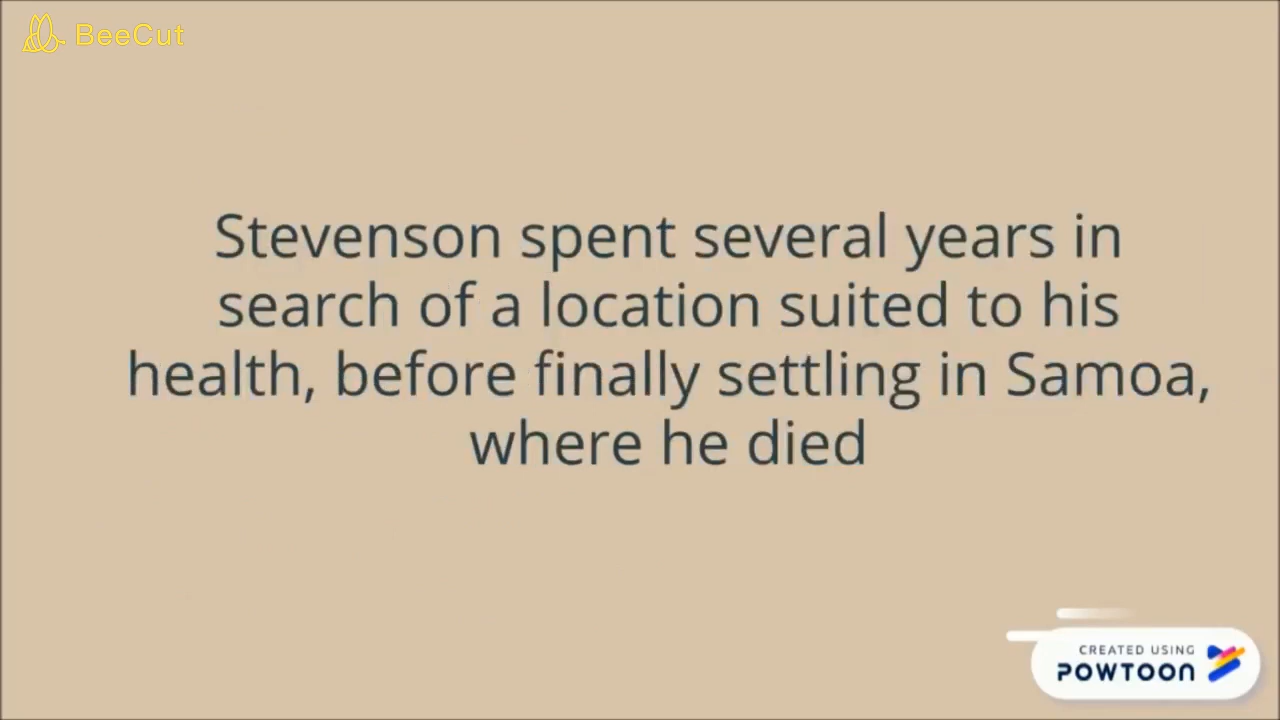 BeeCut
Stevenson spent several years in
search of a location suited to his
health, before finally settling in Samoa,
where he died
CREATED USING
POWTOON